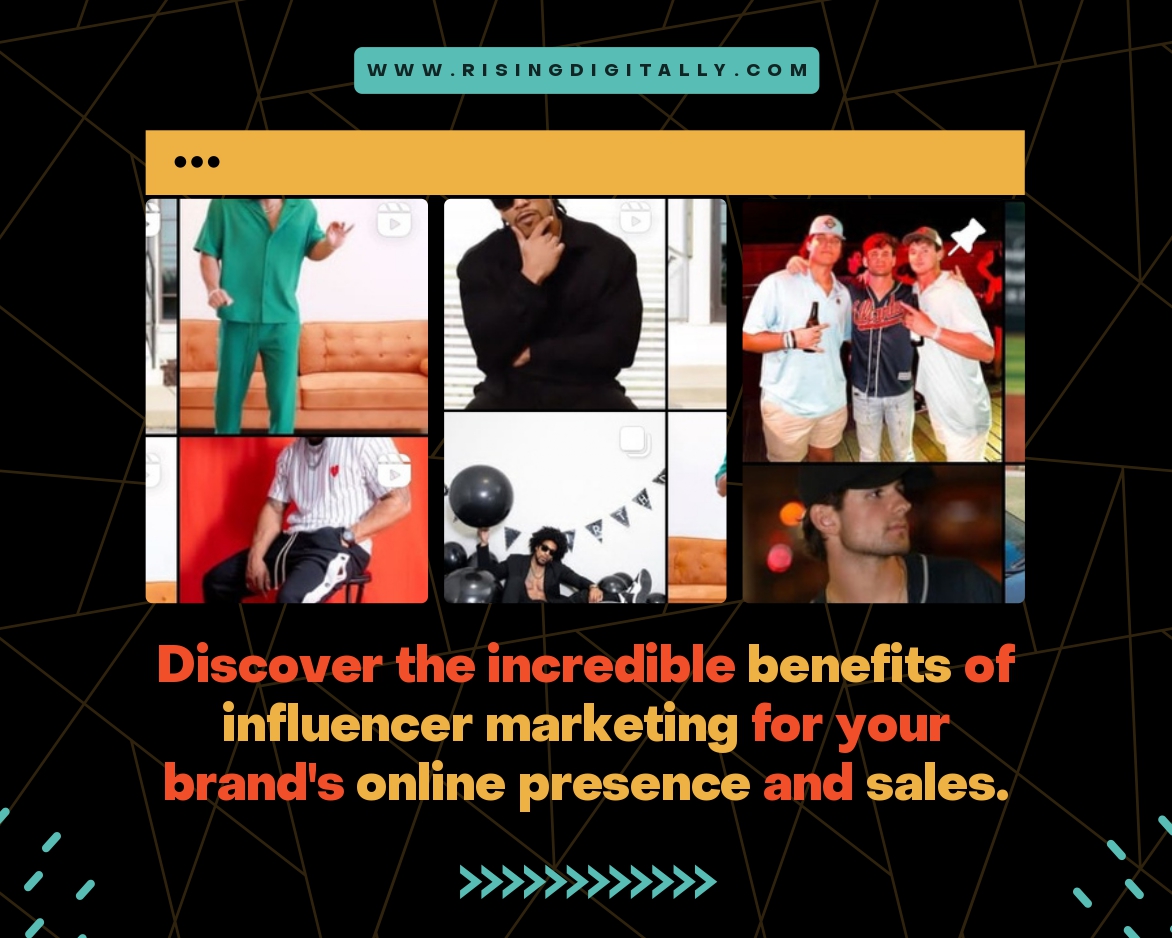 WWW.RISINGDIGITALLY.COM
Discover the incredible benefits of
influencer marketing for your
brand's online presence and sales.